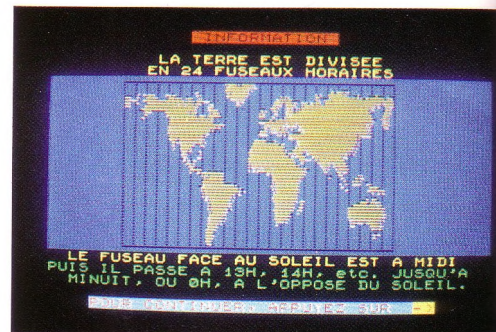 INFORMATION
LA TERRE EST DIVISEE
EN 24 FUSEAUX HORAIRES
LE FUSEAU FACE AU SOLEIL EST A MIDI
PUIS IL PASSE A 13H, 14H, etc. JUSQU'A
MINUIT, OU 0H, A L'OPPOSE DU SOLEIL.
POUR CONTINUER, APPUYEZ SUR ->